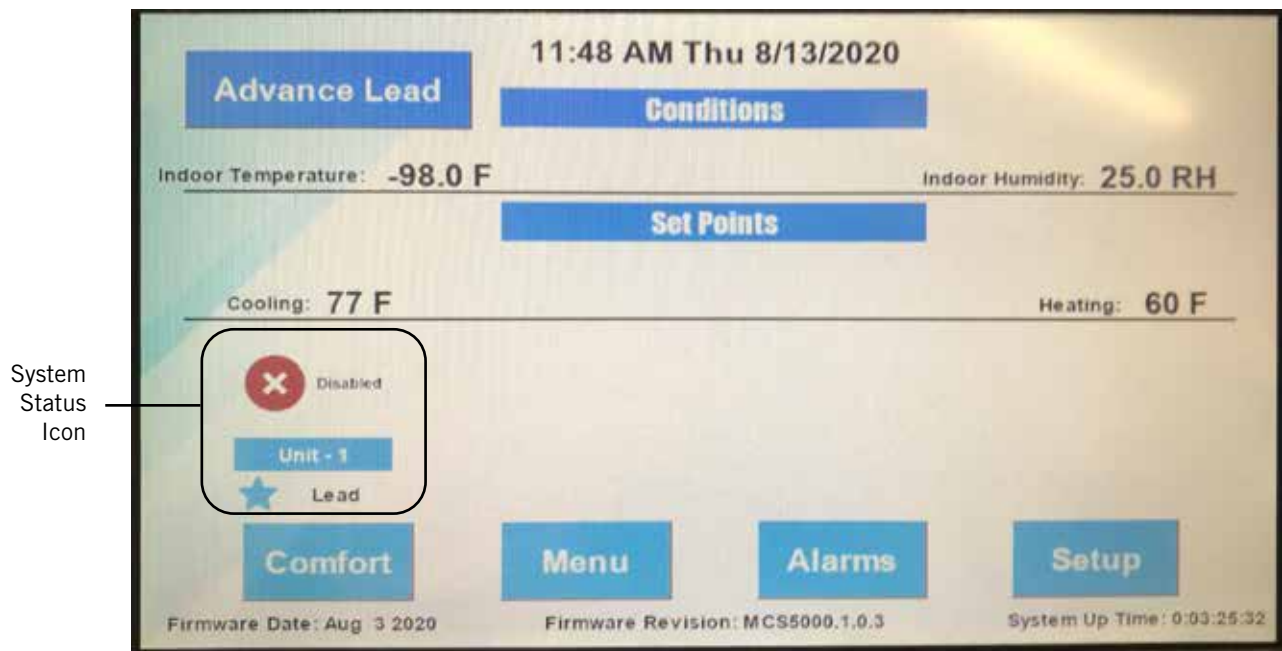 11:48 AM Thu 8/13/2020
Advance Lead
Conditions
Indoor Temperature: -98.0 F
Indoor Humidity: 25.0 RH
Set Points
Cooling: 77 F
Heating: 60 F
System
Status
Icon
Disabled
Unit - 1
Lead
Comfort
Menu
Alarms
Setup
Firmware Date: Aug 3 2020
Firmware Revision: MCS5000.1.0.3
System Up Time: 0:03:25:32